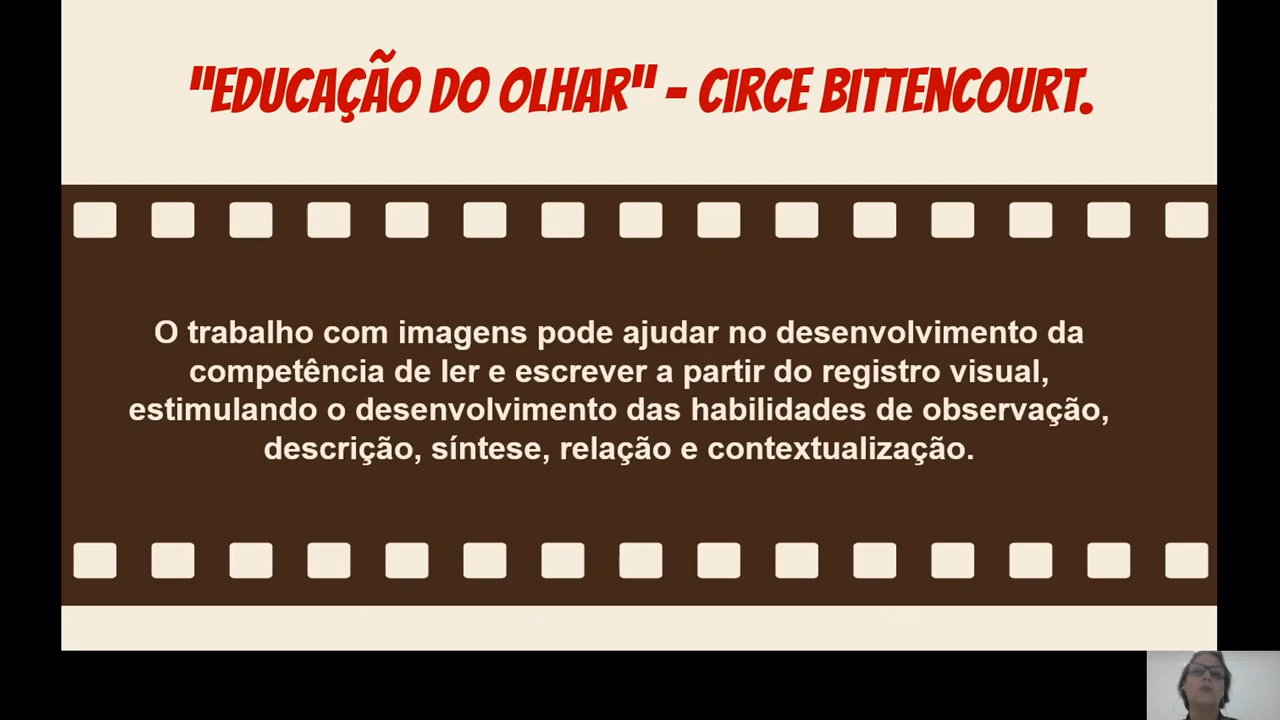 "EDUCAÇÃO DO OLHAR" - CIRCE BITTENCOURT.
O trabalho com imagens pode ajudar no desenvolvimento da
competência de ler e escrever a partir do registro visual,
estimulando o desenvolvimento das habilidades de observação,
descrição, síntese, relação e contextualização.